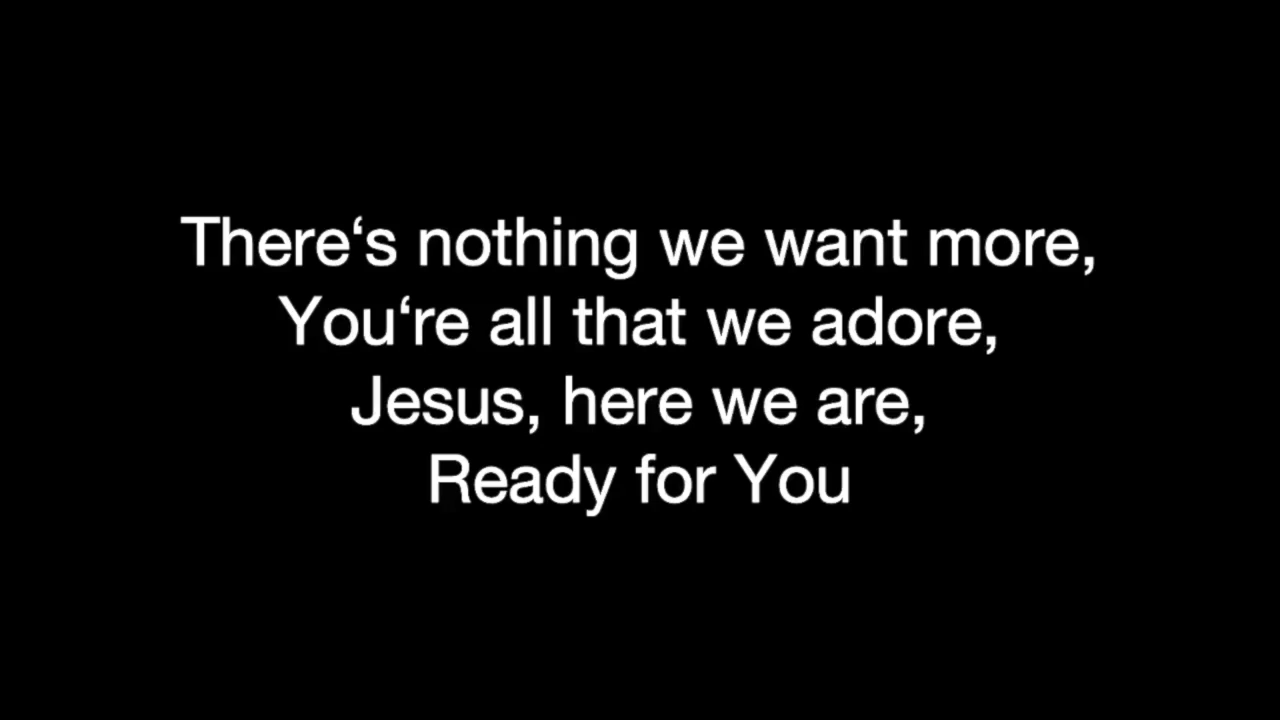 There‘s nothing we want more,
You‘re all that we adore,
Jesus, here we are,
Ready for You